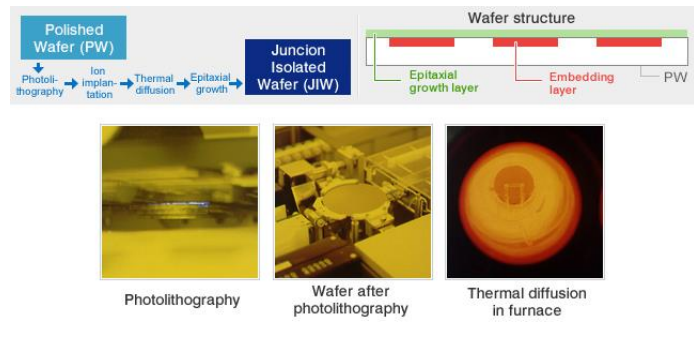 Polished
Wafer (PW)
Photoli-
thography
Ion
implan-
tation
Thermal
diffusion
Epitaxial
growth
Juncion
Isolated
Wafer (JIW)
Wafer structure
Epitaxial
growth layer
Embedding
layer
PW
Photolithography
Wafer after
photolithography
Thermal diffusion
in furnace